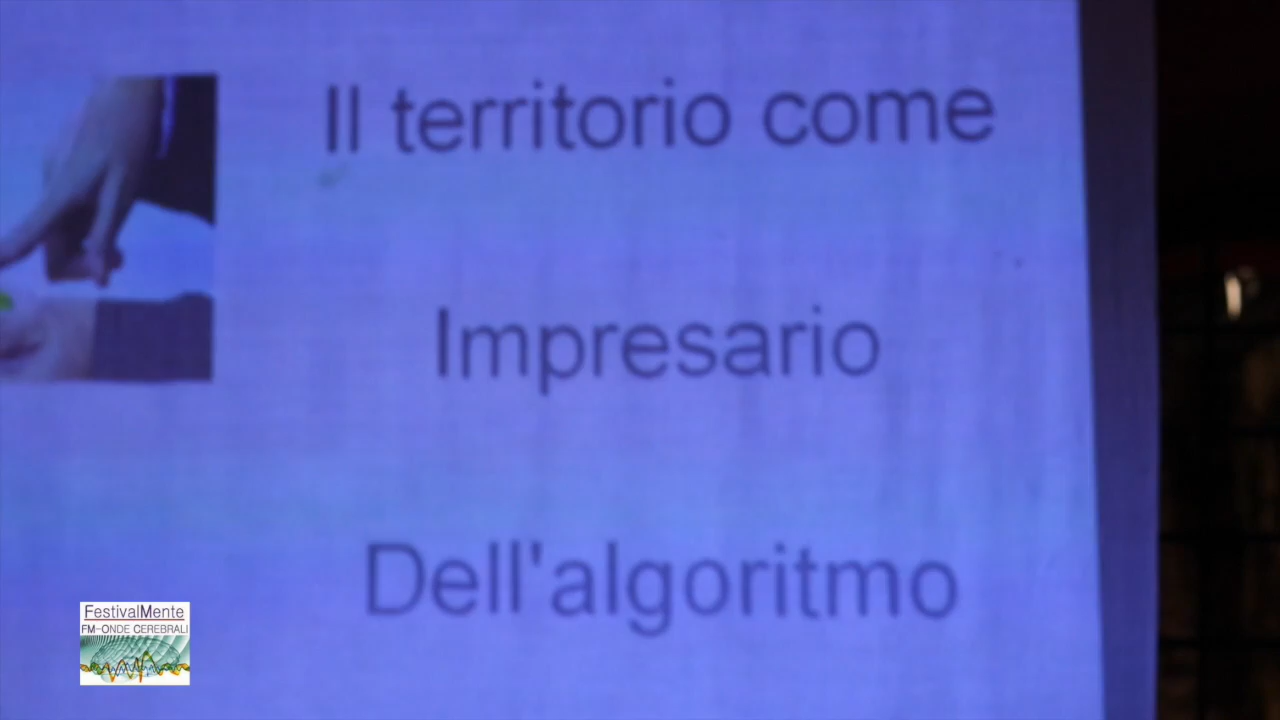 Il territorio come
Impresario
Dell'algoritmo
FestivalMente
FM-ONDE CEREBRALI